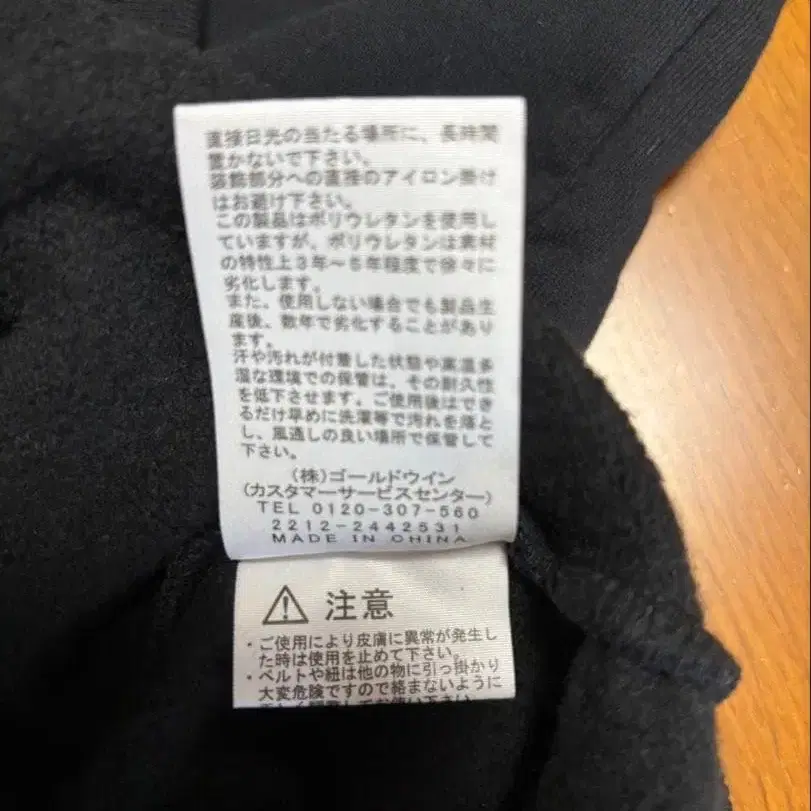 直接日光の当たる場所に、長時間
置かないで下さい。
装飾部分への直接のアイロン掛け
はお避け下さい。
この製品はポリウレタンを使用し
ていますが、ポリウレタンは素材
の特性上3年～5年程度で徐々に
劣化します。
また、使用しない場合でも製品生
産後、数年で劣化することがあり
ます。
汗や汚れが付着した状態や高温多
湿な環境での保管は、その耐久性
を低下させます。ご使用後はでき
るだけ早めに洗濯等で汚れを落と
し、風通しの良い場所で保管して
下さい。
(株)ゴールドウイン
(カスタマーサービスセンター)
TEL 0120-307-560
2212-2442531
MADE IN CHINA
注意
・ご使用により皮膚に異常が発生し
た時は使用を止めて下さい。
・ベルトや紐は他の物に引っ掛かり
大変危険ですので絡まないように